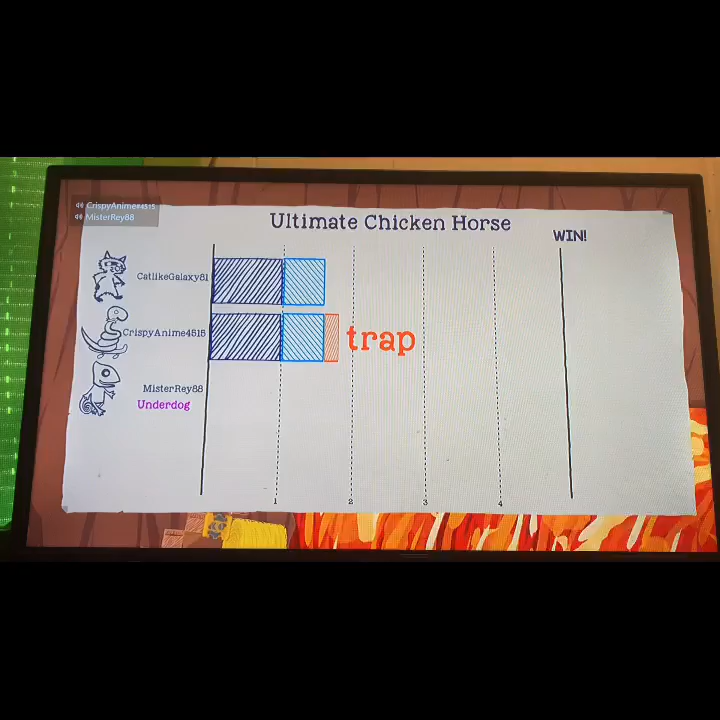 CrispyAnime4515
MisterRey88
Ultimate Chicken Horse
WIN!
CatlikeGalaxy81
CrispyAnime4515
trap
MisterRey88
Underdog
1 2 3 4